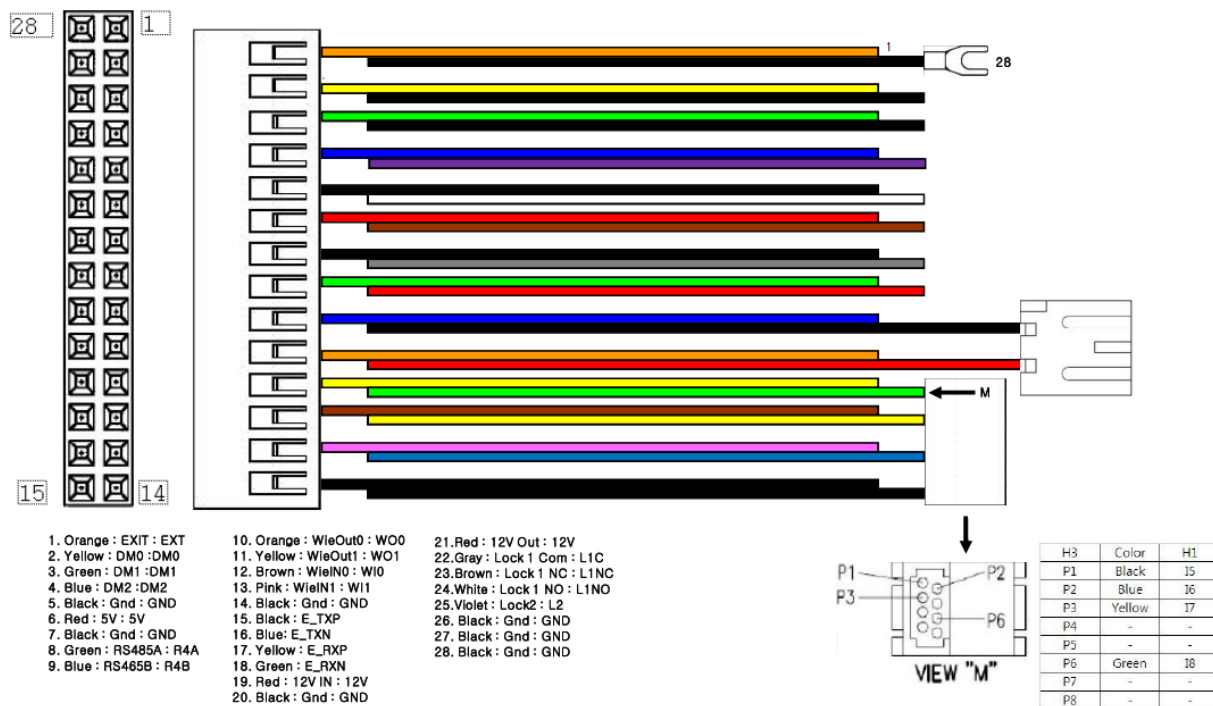 28
1
1
28
M
15
14
1. Orange : EXIT : EXT
2. Yellow : DM0 :DM0
3. Green : DM1 :DM1
4. Blue : DM2 :DM2
5. Black : Gnd : GND
6. Red : 5V : 5V
7. Black : Gnd : GND
8. Green : RS485A : R4A
9. Blue : RS465B : R4B
10. Orange : WieOut0 : WO0
11. Yellow : WieOut1 : WO1
12. Brown : WieIN0 : WI0
13. Pink : WieIN1 : WI1
14. Black : Gnd : GND
15. Black : E_TXP
16. Blue: E_TXN
17. Yellow : E_RXP
18. Green : E_RXN
19. Red : 12V IN : 12V
20. Black : Gnd : GND
21.Red : 12V Out : 12V
22.Gray : Lock 1 Com : L1C
23.Brown : Lock 1 NC : L1NC
24.White : Lock 1 NO : L1NO
25.Violet : Lock2 : L2
26. Black : Gnd : GND
27. Black : Gnd : GND
28. Black : Gnd : GND
P1
P2
P3
P6
VIEW "M"
H3 Color H1
P1 Black I5
P2 Blue I6
P3 Yellow I7
P4 - -
P5 - -
P6 Green I8
P7 - -
P8 - -